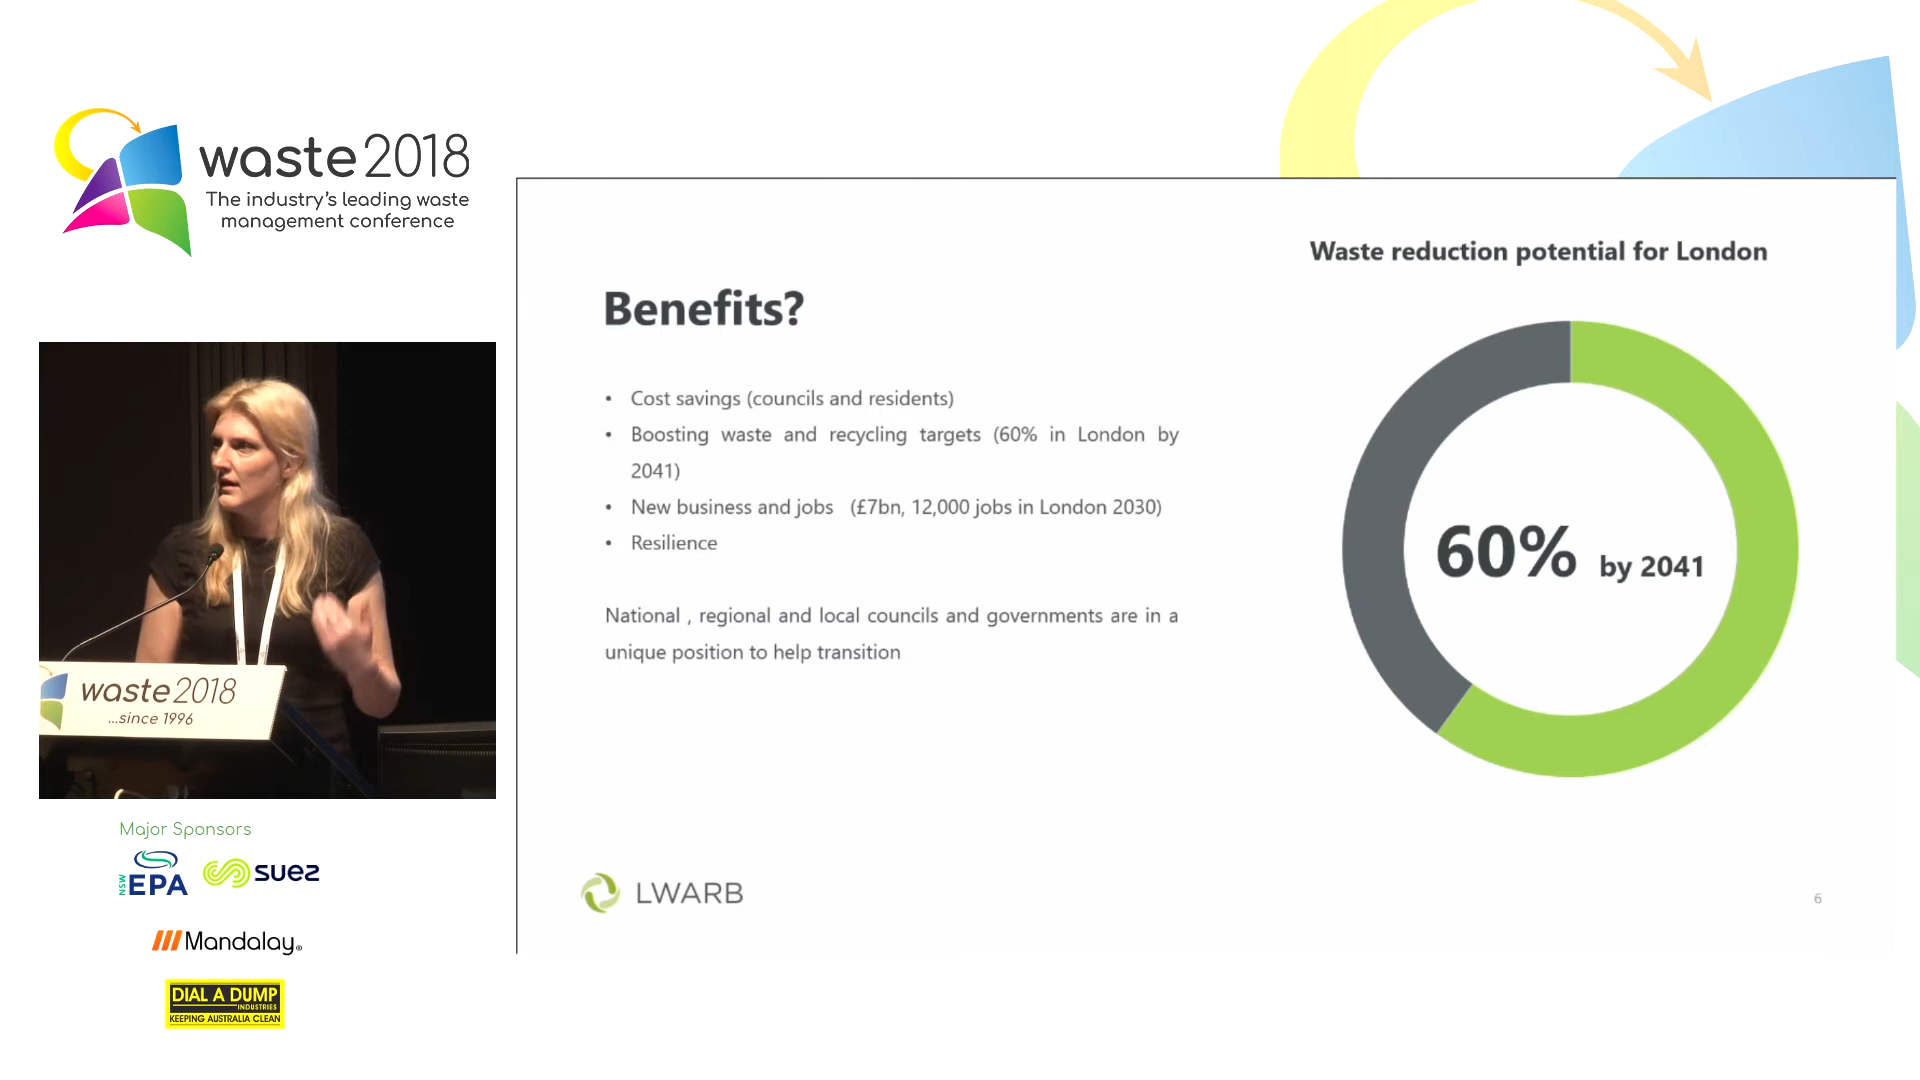 waste2018
The industry's leading waste
management conference
waste2018
...since 1996
Major Sponsors
NSW EPA
suez
Mandalay®
DIAL A DUMP
INDUSTRIES
KEEPING AUSTRALIA CLEAN
Benefits?
• Cost savings (councils and residents)
• Boosting waste and recycling targets (60% in London by
2041)
• New business and jobs (£7bn, 12,000 jobs in London 2030)
• Resilience
National , regional and local councils and governments are in a
unique position to help transition
Waste reduction potential for London
60% by 2041
LWARB
6